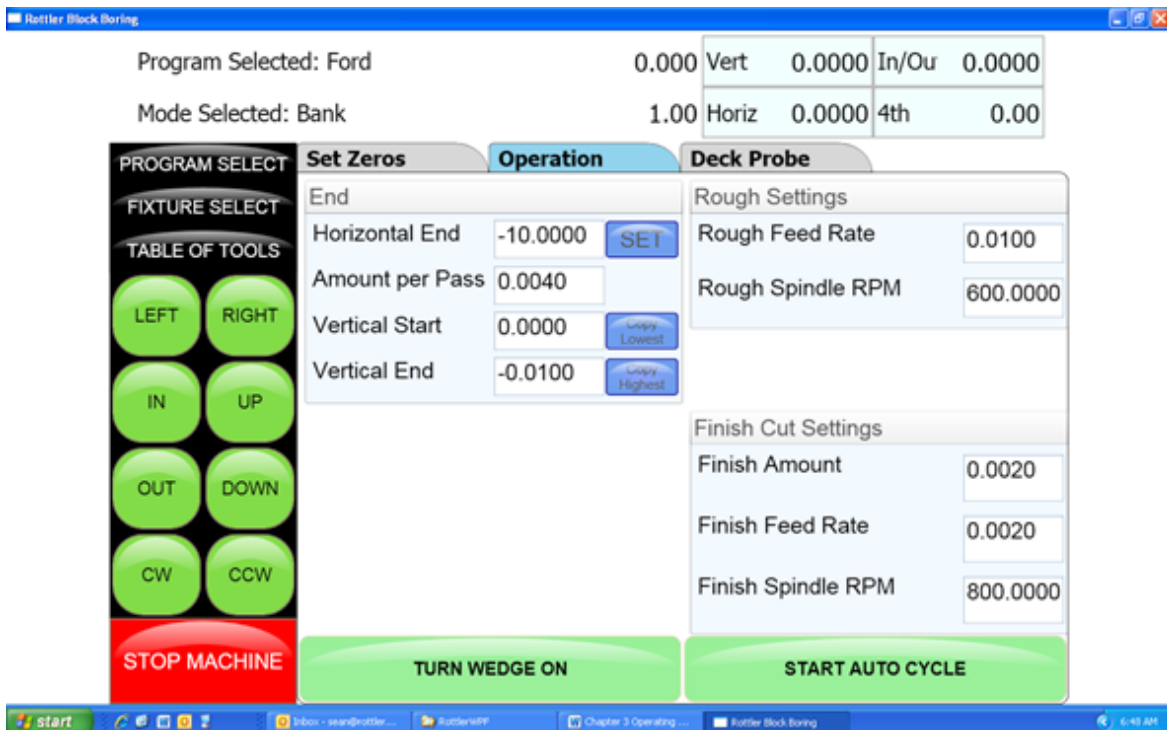 Rottler Block Boring
Program Selected: Ford 0.000 Vert 0.0000 In/Ou 0.0000
Mode Selected: Bank 1.00 Horiz 0.0000 4th 0.00
PROGRAM SELECT
FIXTURE SELECT
TABLE OF TOOLS
LEFT RIGHT
IN UP
OUT DOWN
CW CCW
STOP MACHINE
Set Zeros Operation Deck Probe
End
Horizontal End -10.0000 SET
Amount per Pass 0.0040
Vertical Start 0.0000 Copy
Lowest
Vertical End -0.0100 Copy
Highest
Rough Settings
Rough Feed Rate 0.0100
Rough Spindle RPM 600.0000
Finish Cut Settings
Finish Amount 0.0020
Finish Feed Rate 0.0020
Finish Spindle RPM 800.0000
TURN WEDGE ON START AUTO CYCLE
start Inbox - sean@rottler... RottlerWPF Chapter 3 Operating ... Rottler Block Boring 6:48 AM